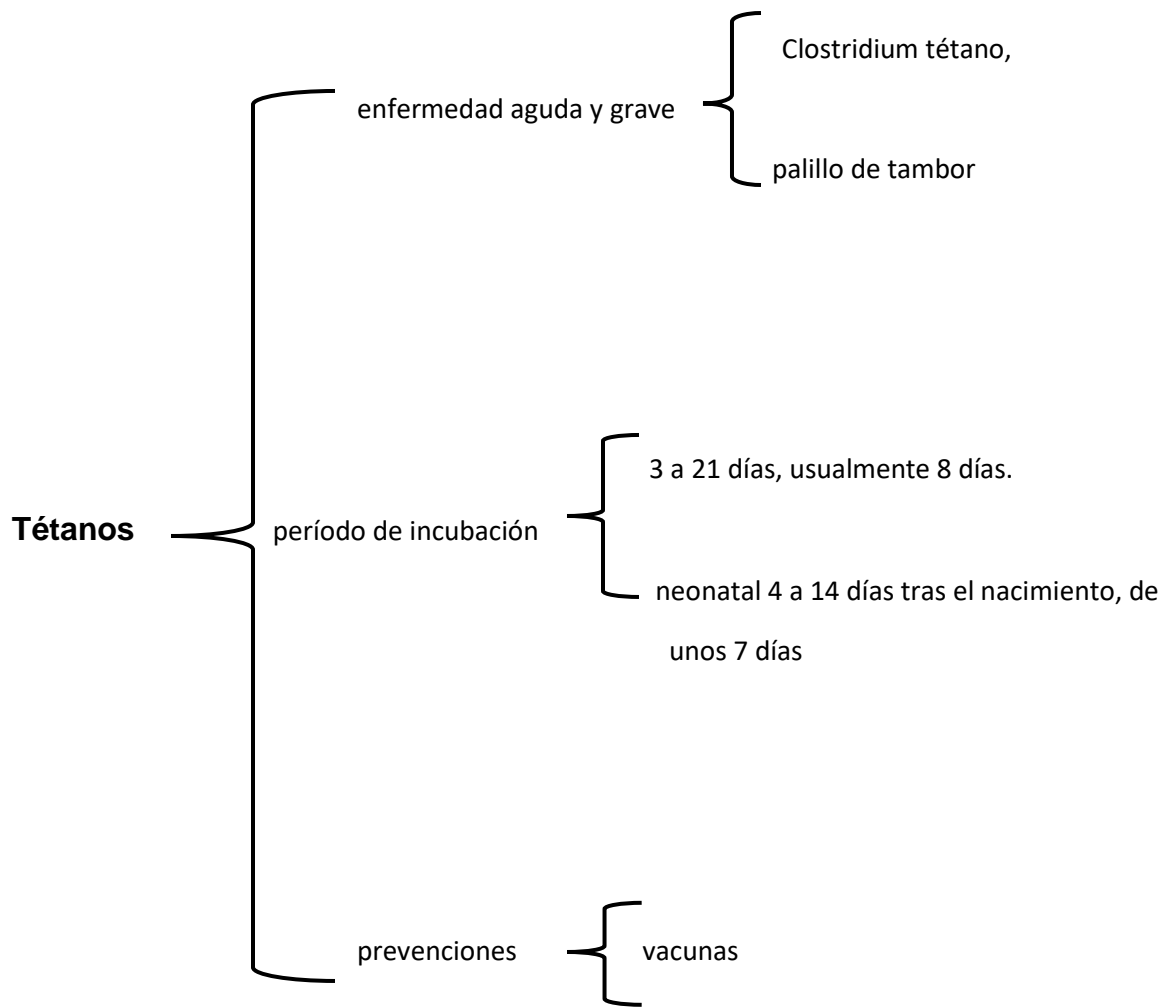 Clostridium tétano,
enfermedad aguda y grave
palillo de tambor
3 a 21 días, usualmente 8 días.
Tétanos
período de incubación
neonatal 4 a 14 días tras el nacimiento, de
unos 7 días
prevenciones
vacunas